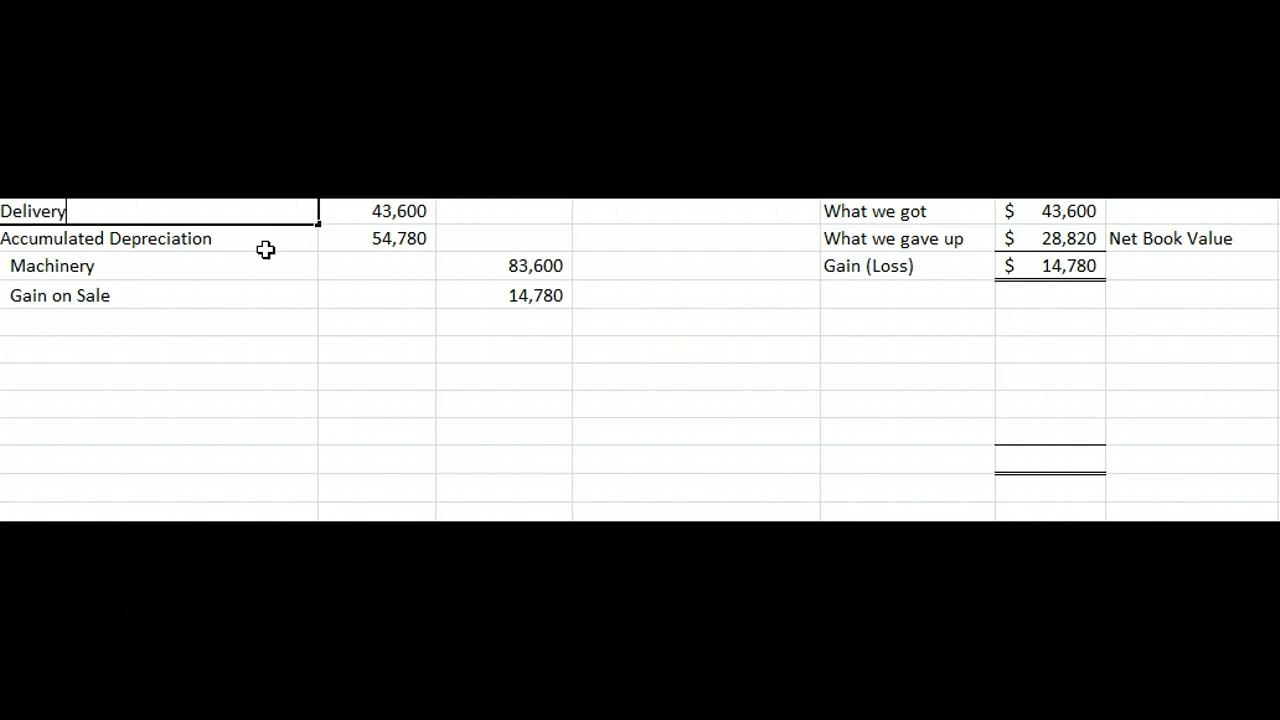 Delivery 43,600 What we got $ 43,600
Accumulated Depreciation 54,780 What we gave up $ 28,820 Net Book Value
Machinery 83,600 Gain (Loss) $ 14,780
Gain on Sale 14,780